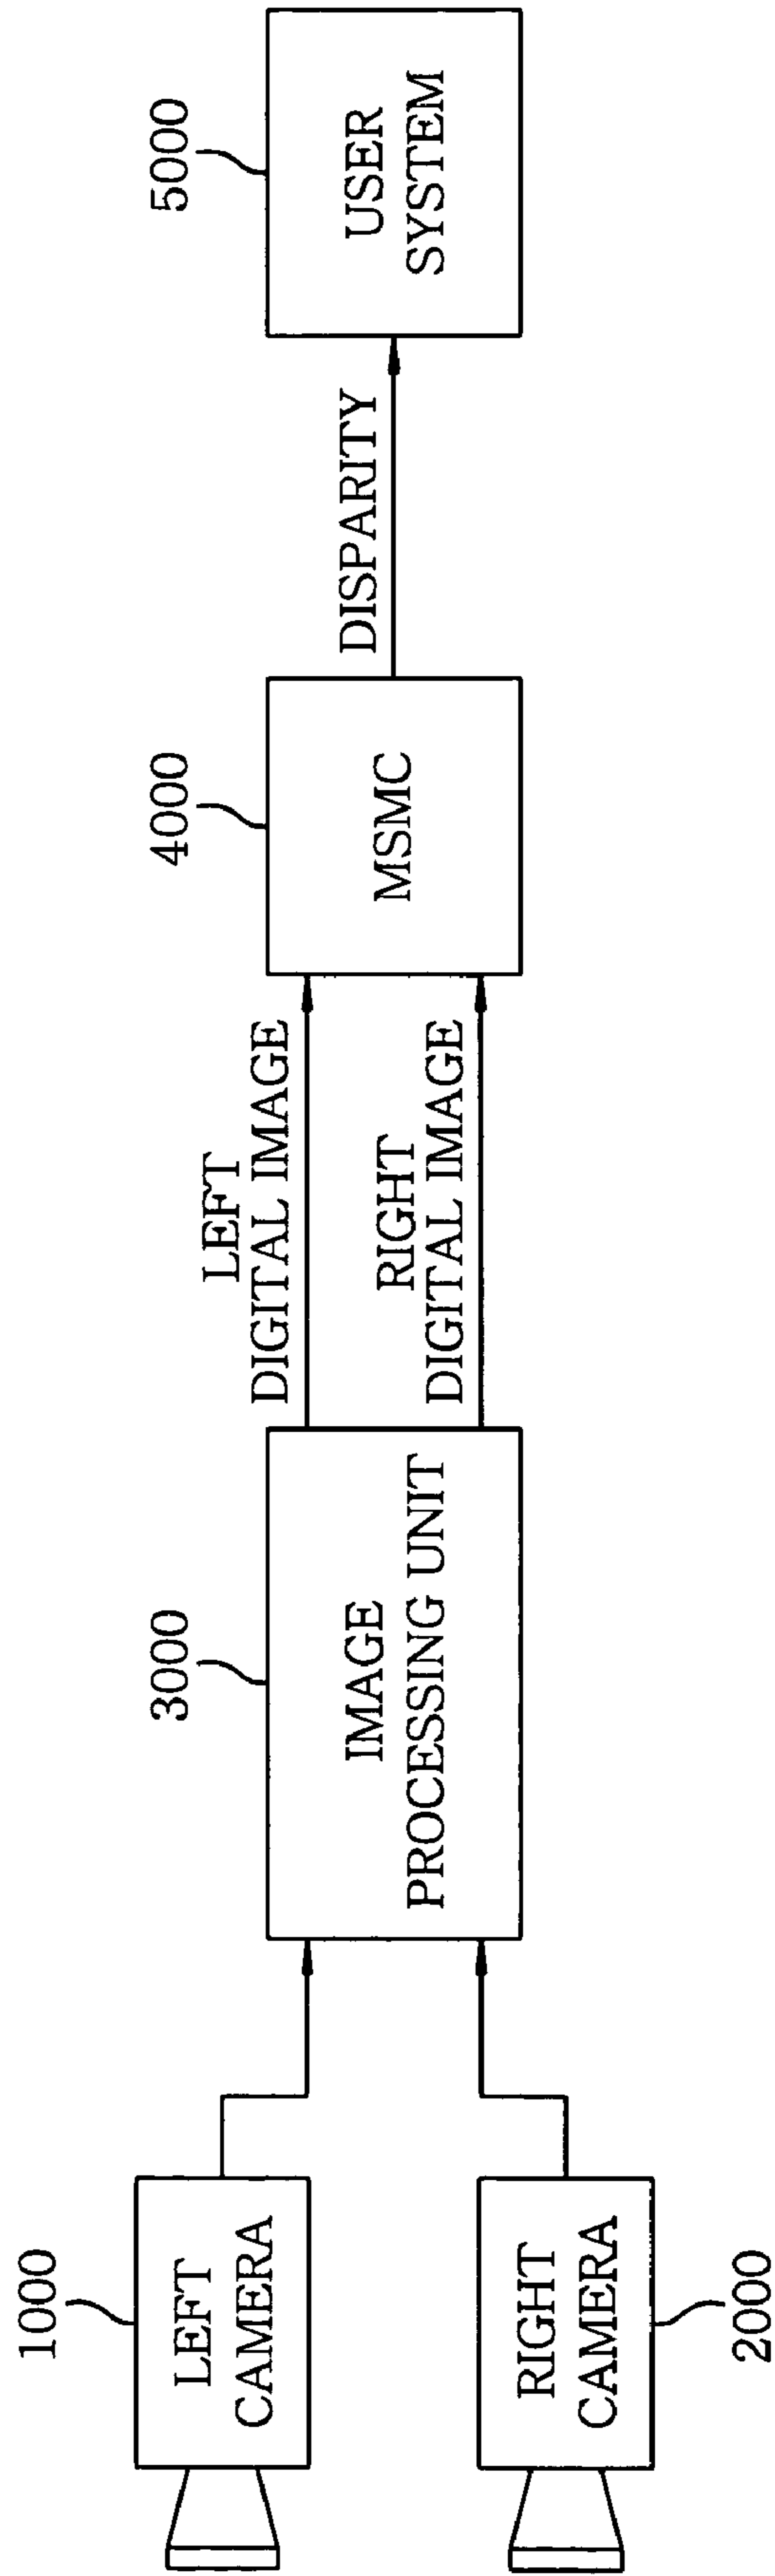 1000
LEFT
CAMERA
2000
RIGHT
CAMERA
3000
IMAGE
PROCESSING UNIT
LEFT
DIGITAL IMAGE
RIGHT
DIGITAL IMAGE
4000
MSMC
DISPARITY
5000
USER
SYSTEM